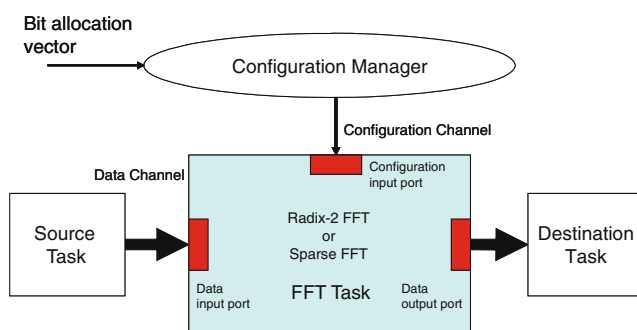 Bit allocation
vector
Configuration Manager
Configuration Channel
Data Channel
Configuration
input port
Source
Task
Radix-2 FFT
or
Sparse FFT
Destination
Task
Data
input port
FFT Task
Data
output port